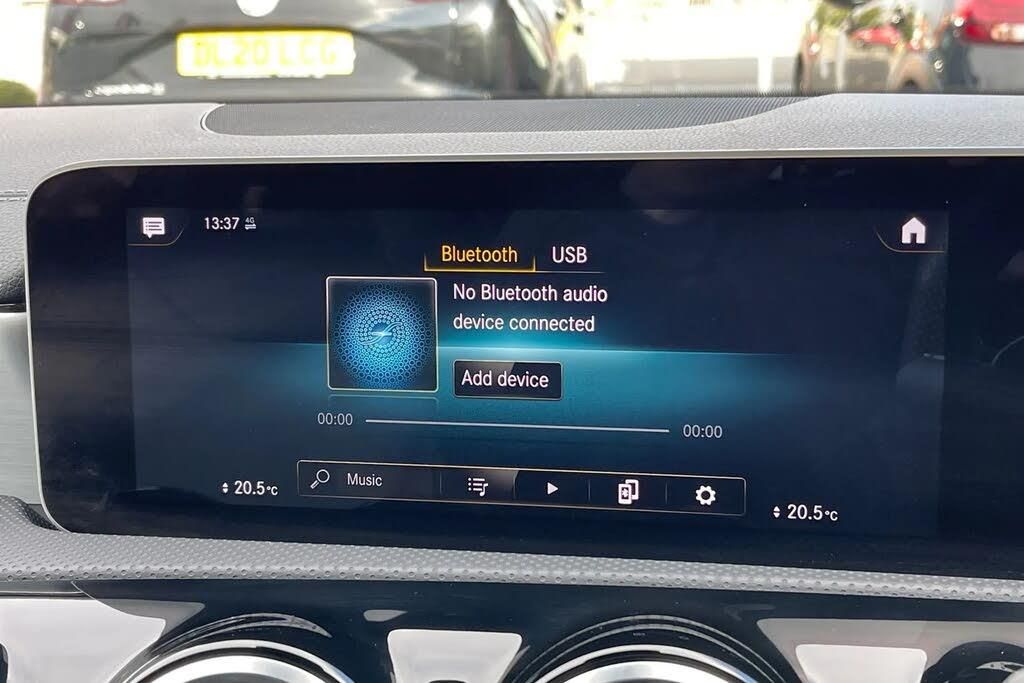 DL20 LCG
13:37 4G
Bluetooth USB
No Bluetooth audio
device connected
Add device
00:00 00:00
Music
20.5°C 20.5°C